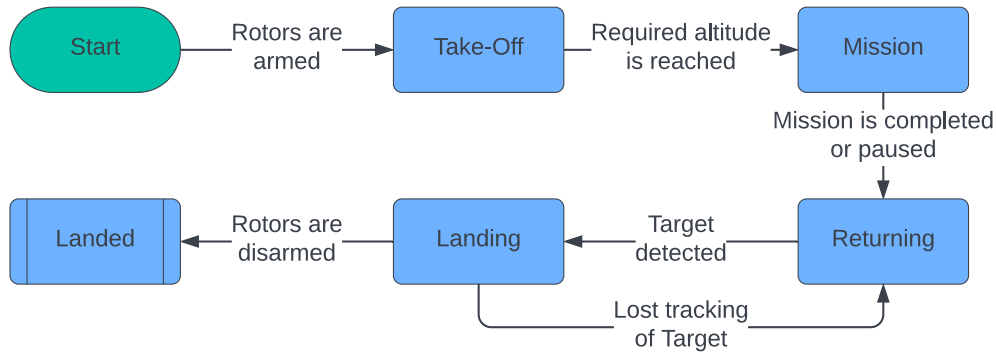 Start
Rotors are
armed
Take-Off
Required altitude
is reached
Mission
Mission is completed
or paused
Returning
Target
detected
Landing
Rotors are
disarmed
Landed
Lost tracking
of Target